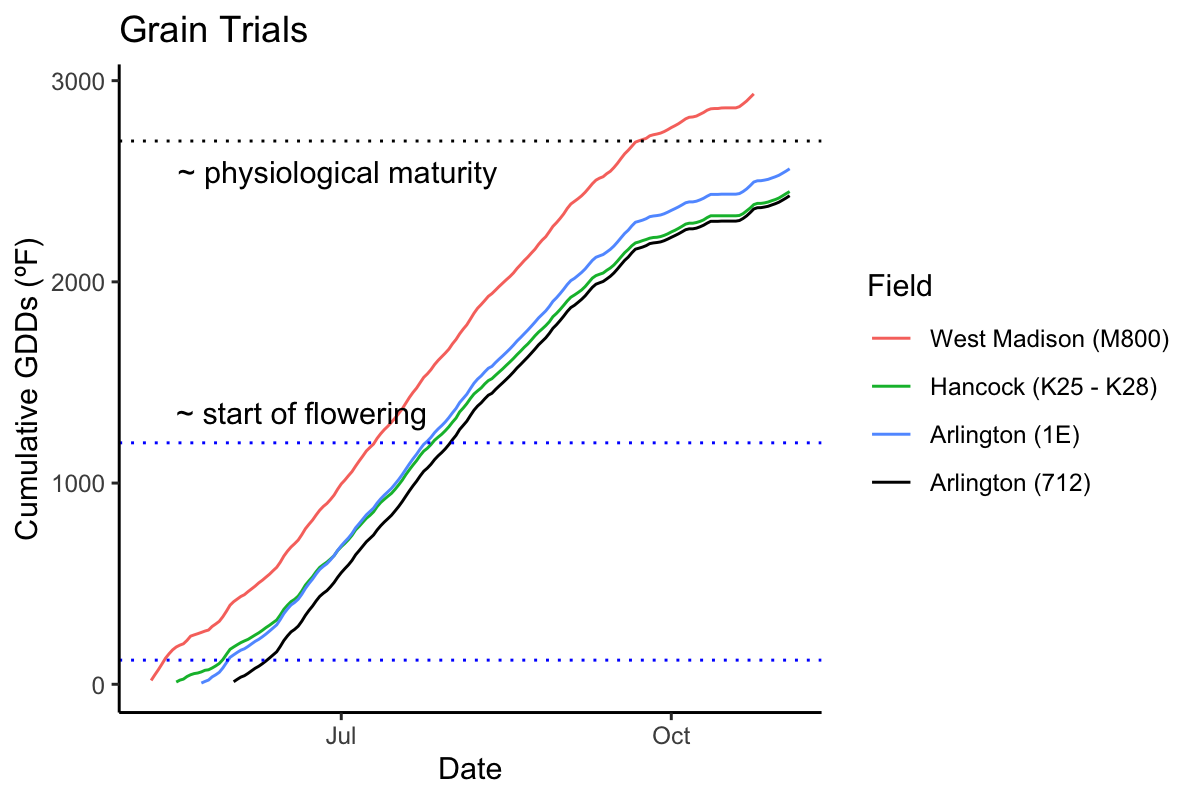 Grain Trials
3000
2000
1000
0
Cumulative GDDs (ºF)
~ physiological maturity
~ start of flowering
Jul
Oct
Date
Field
West Madison (M800)
Hancock (K25 - K28)
Arlington (1E)
Arlington (712)